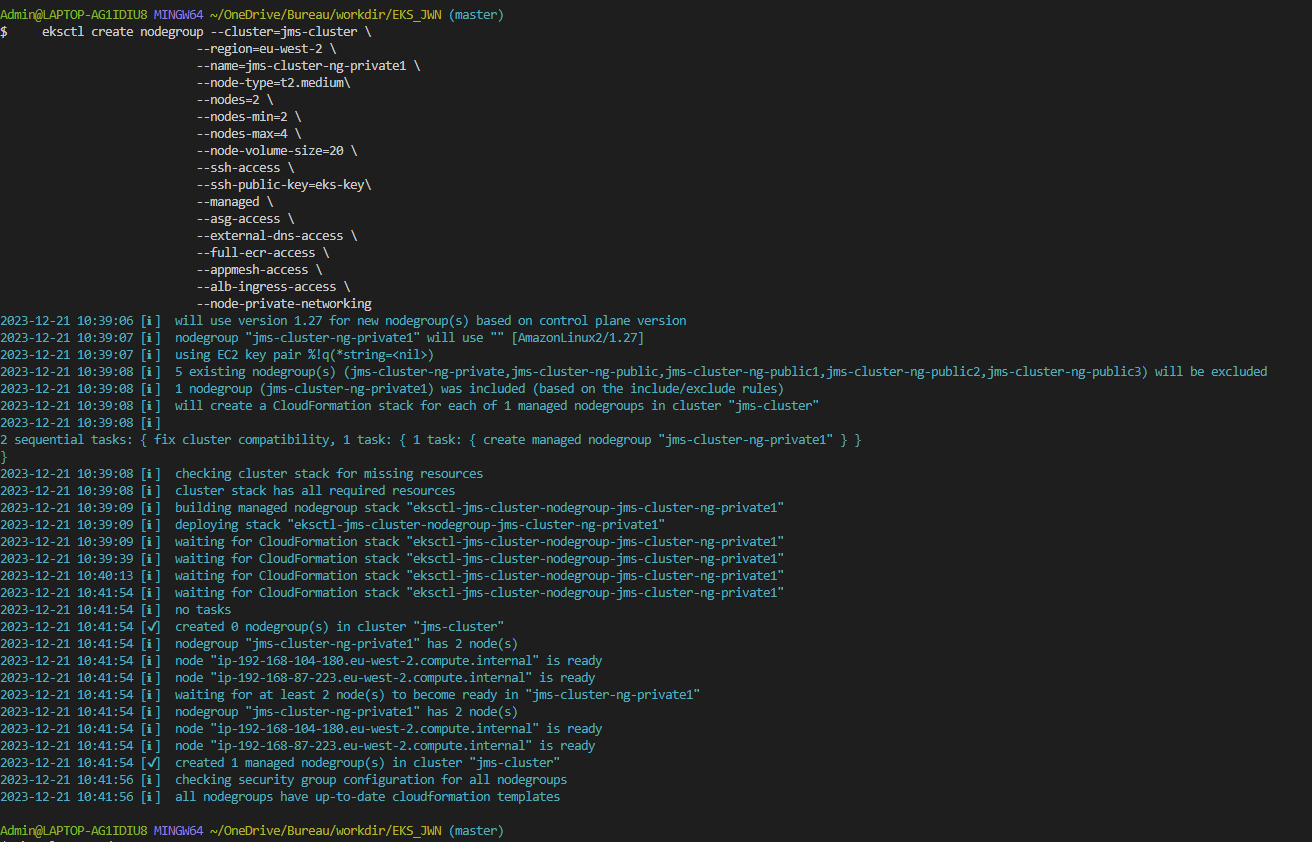 Admin@LAPTOP-AG1IDIU8 MINGW64 ~/OneDrive/Bureau/workdir/EKS_JWN (master)
$     eksctl create nodegroup --cluster=jms-cluster \
--region=eu-west-2 \
--name=jms-cluster-ng-private1 \
--node-type=t2.medium\
--nodes=2 \
--nodes-min=2 \
--nodes-max=4 \
--node-volume-size=20 \
--ssh-access \
--ssh-public-key=eks-key\
--managed \
--asg-access \
--external-dns-access \
--full-ecr-access \
--appmesh-access \
--alb-ingress-access \
--node-private-networking
2023-12-21 10:39:06 [ℹ]  will use version 1.27 for new nodegroup(s) based on control plane version
2023-12-21 10:39:07 [ℹ]  nodegroup "jms-cluster-ng-private1" will use "" [AmazonLinux2/1.27]
2023-12-21 10:39:07 [ℹ]  using EC2 key pair %!q(*string=<nil>)
2023-12-21 10:39:08 [ℹ]  5 existing nodegroup(s) (jms-cluster-ng-private,jms-cluster-ng-public,jms-cluster-ng-public1,jms-cluster-ng-public2,jms-cluster-ng-public3) will be excluded
2023-12-21 10:39:08 [ℹ]  1 nodegroup (jms-cluster-ng-private1) was included (based on the include/exclude rules)
2023-12-21 10:39:08 [ℹ]  will create a CloudFormation stack for each of 1 managed nodegroups in cluster "jms-cluster"
2023-12-21 10:39:08 [ℹ]
2 sequential tasks: { fix cluster compatibility, 1 task: { 1 task: { create managed nodegroup "jms-cluster-ng-private1" } }
}
2023-12-21 10:39:08 [ℹ]  checking cluster stack for missing resources
2023-12-21 10:39:08 [ℹ]  cluster stack has all required resources
2023-12-21 10:39:09 [ℹ]  building managed nodegroup stack "eksctl-jms-cluster-nodegroup-jms-cluster-ng-private1"
2023-12-21 10:39:09 [ℹ]  deploying stack "eksctl-jms-cluster-nodegroup-jms-cluster-ng-private1"
2023-12-21 10:39:09 [ℹ]  waiting for CloudFormation stack "eksctl-jms-cluster-nodegroup-jms-cluster-ng-private1"
2023-12-21 10:39:39 [ℹ]  waiting for CloudFormation stack "eksctl-jms-cluster-nodegroup-jms-cluster-ng-private1"
2023-12-21 10:40:13 [ℹ]  waiting for CloudFormation stack "eksctl-jms-cluster-nodegroup-jms-cluster-ng-private1"
2023-12-21 10:41:54 [ℹ]  waiting for CloudFormation stack "eksctl-jms-cluster-nodegroup-jms-cluster-ng-private1"
2023-12-21 10:41:54 [ℹ]  no tasks
2023-12-21 10:41:54 [✔]  created 0 nodegroup(s) in cluster "jms-cluster"
2023-12-21 10:41:54 [ℹ]  nodegroup "jms-cluster-ng-private1" has 2 node(s)
2023-12-21 10:41:54 [ℹ]  node "ip-192-168-104-180.eu-west-2.compute.internal" is ready
2023-12-21 10:41:54 [ℹ]  node "ip-192-168-87-223.eu-west-2.compute.internal" is ready
2023-12-21 10:41:54 [ℹ]  waiting for at least 2 node(s) to become ready in "jms-cluster-ng-private1"
2023-12-21 10:41:54 [ℹ]  nodegroup "jms-cluster-ng-private1" has 2 node(s)
2023-12-21 10:41:54 [ℹ]  node "ip-192-168-104-180.eu-west-2.compute.internal" is ready
2023-12-21 10:41:54 [ℹ]  node "ip-192-168-87-223.eu-west-2.compute.internal" is ready
2023-12-21 10:41:54 [✔]  created 1 managed nodegroup(s) in cluster "jms-cluster"
2023-12-21 10:41:56 [ℹ]  checking security group configuration for all nodegroups
2023-12-21 10:41:56 [ℹ]  all nodegroups have up-to-date cloudformation templates
Admin@LAPTOP-AG1IDIU8 MINGW64 ~/OneDrive/Bureau/workdir/EKS_JWN (master)